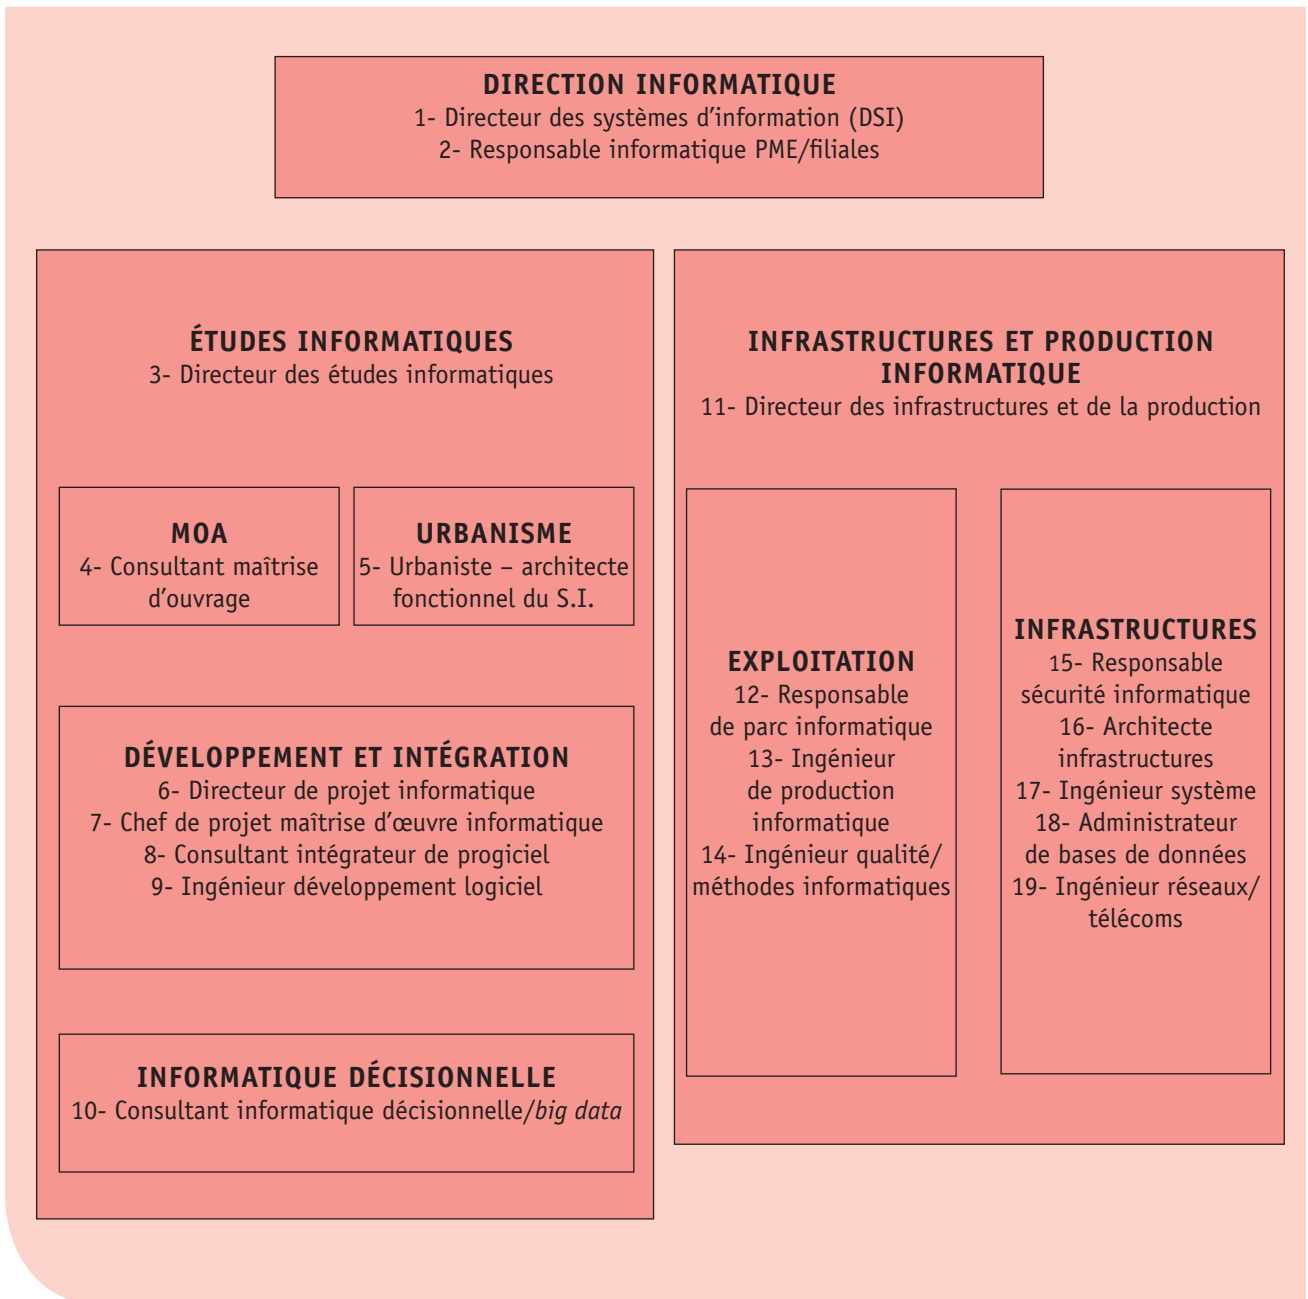 DIRECTION INFORMATIQUE
1- Directeur des systèmes d’information (DSI)
2- Responsable informatique PME/filiales
ÉTUDES INFORMATIQUES
3- Directeur des études informatiques
MOA
4- Consultant maîtrise
d’ouvrage
URBANISME
5- Urbaniste – architecte
fonctionnel du S.I.
DÉVELOPPEMENT ET INTÉGRATION
6- Directeur de projet informatique
7- Chef de projet maîtrise d’œuvre informatique
8- Consultant intégrateur de progiciel
9- Ingénieur développement logiciel
INFORMATIQUE DÉCISIONNELLE
10- Consultant informatique décisionnelle/big data
INFRASTRUCTURES ET PRODUCTION
INFORMATIQUE
11- Directeur des infrastructures et de la production
EXPLOITATION
12- Responsable
de parc informatique
13- Ingénieur
de production
informatique
14- Ingénieur qualité/
méthodes informatiques
INFRASTRUCTURES
15- Responsable
sécurité informatique
16- Architecte
infrastructures
17- Ingénieur système
18- Administrateur
de bases de données
19- Ingénieur réseaux/
télécoms